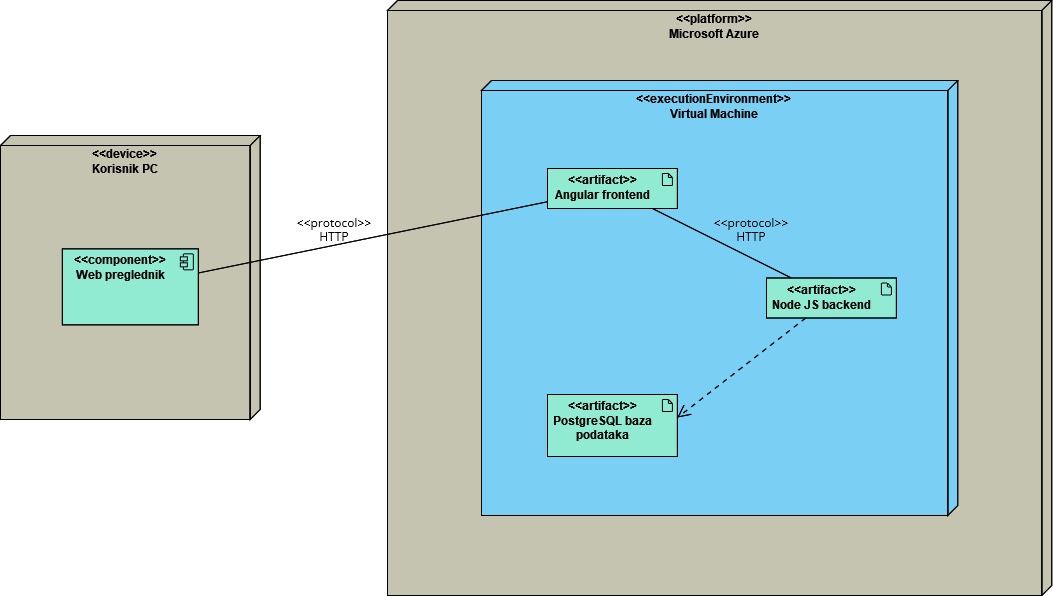 <<platform>>
Microsoft Azure
<<executionEnvironment>>
Virtual Machine
<<device>>
Korisnik PC
<<artifact>>
Angular frontend
<<protocol>>
HTTP
<<protocol>>
HTTP
<<component>>
Web preglednik
<<artifact>>
Node JS backend
<<artifact>>
PostgreSQL baza
podataka